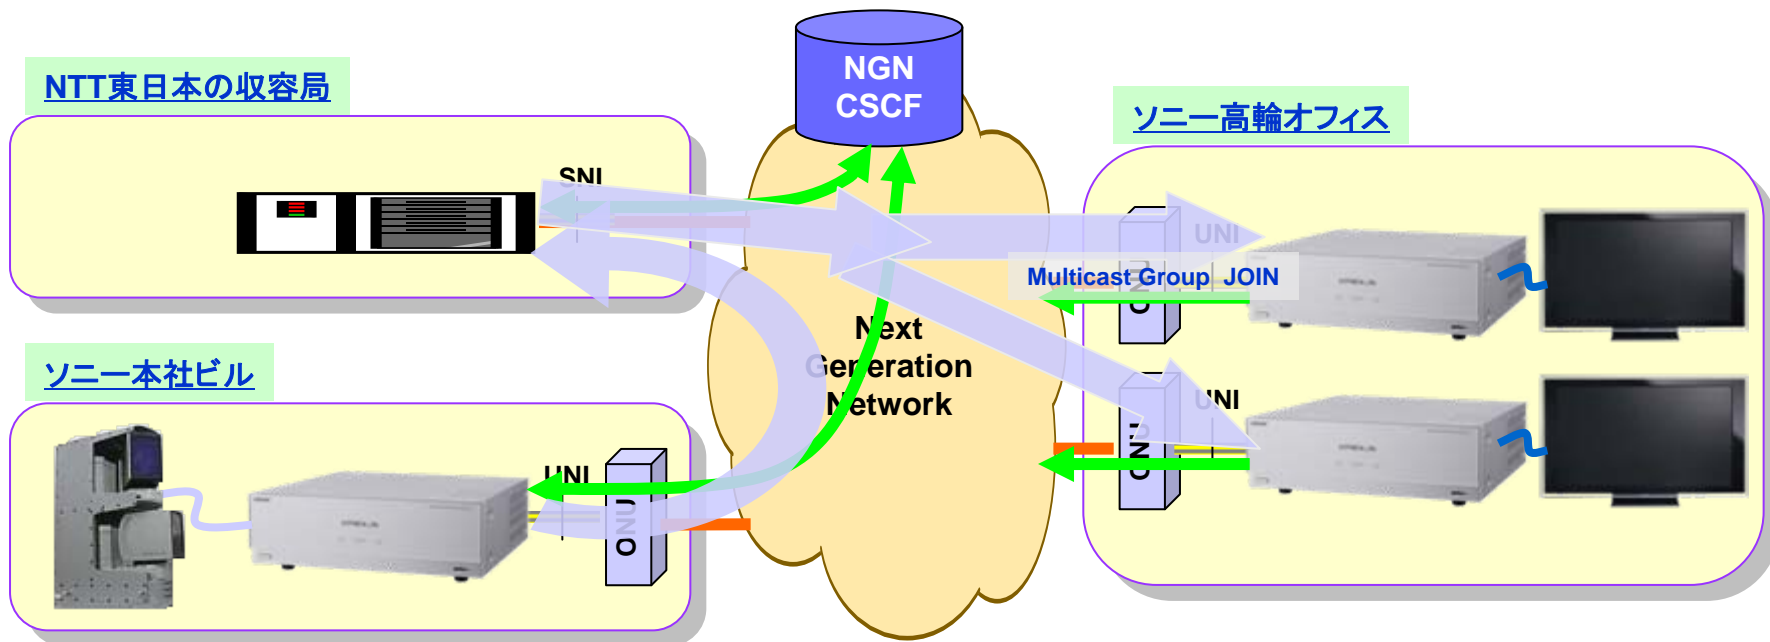 NTT東日本の収容局
SNI
NGN
CSCF
ソニー高輪オフィス
UNI
ONU
Multicast Group JOIN
Next
Generation
Network
ソニー本社ビル
UNI
ONU
UNI
ONU